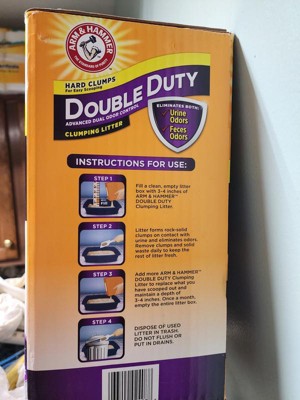 ARM & HAMMER
THE STANDARD OF PURITY
HARD CLUMPS
For Easy Scooping
DOUBLE DUTY
ADVANCED DUAL ODOR CONTROL
CLUMPING LITTER
ELIMINATES BOTH:
Urine
Odors
Feces
Odors
INSTRUCTIONS FOR USE:
STEP 1
FILL
Fill a clean, empty litter
box with 3-4 inches of
ARM & HAMMER™
DOUBLE DUTY
Clumping Litter.
STEP 2
Litter forms rock-solid
clumps on contact with
urine and eliminates odors.
Remove clumps and solid
waste daily to keep the
rest of litter fresh.
STEP 3
Add more ARM & HAMMER™
DOUBLE DUTY Clumping
Litter to replace what you
have scooped out and
maintain a depth of
3-4 inches. Once a month,
empty the entire litter box.
STEP 4
DISPOSE OF USED
LITTER IN TRASH.
DO NOT FLUSH OR
PUT IN DRAINS.